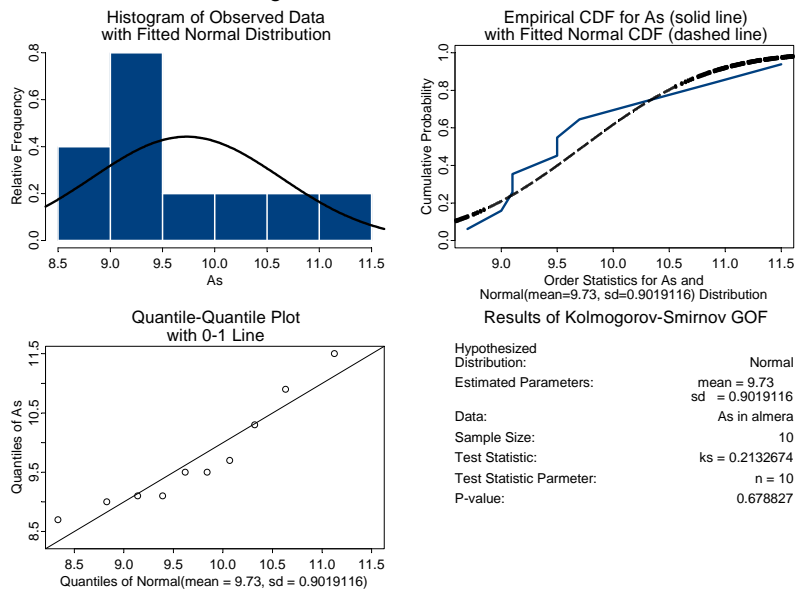 Histogram of Observed Data
with Fitted Normal Distribution
Relative Frequency
0.0 0.2 0.4 0.6 0.8
8.5 9.0 9.5 10.0 10.5 11.0 11.5
As
Empirical CDF for As (solid line)
with Fitted Normal CDF (dashed line)
Cumulative Probability
0.0 0.2 0.4 0.6 0.8 1.0
9.0 9.5 10.0 10.5 11.0 11.5
Order Statistics for As and
Normal(mean=9.73, sd=0.9019116) Distribution
Quantile-Quantile Plot
with 0-1 Line
Quantiles of As
8.5 9.5 10.5 11.5
8.5 9.0 9.5 10.0 10.5 11.0 11.5
Quantiles of Normal(mean = 9.73, sd = 0.9019116)
Results of Kolmogorov-Smirnov GOF
Hypothesized
Distribution: Normal
Estimated Parameters: mean = 9.73
sd = 0.9019116
Data: As in almera
Sample Size: 10
Test Statistic: ks = 0.2132674
Test Statistic Parmeter: n = 10
P-value: 0.678827